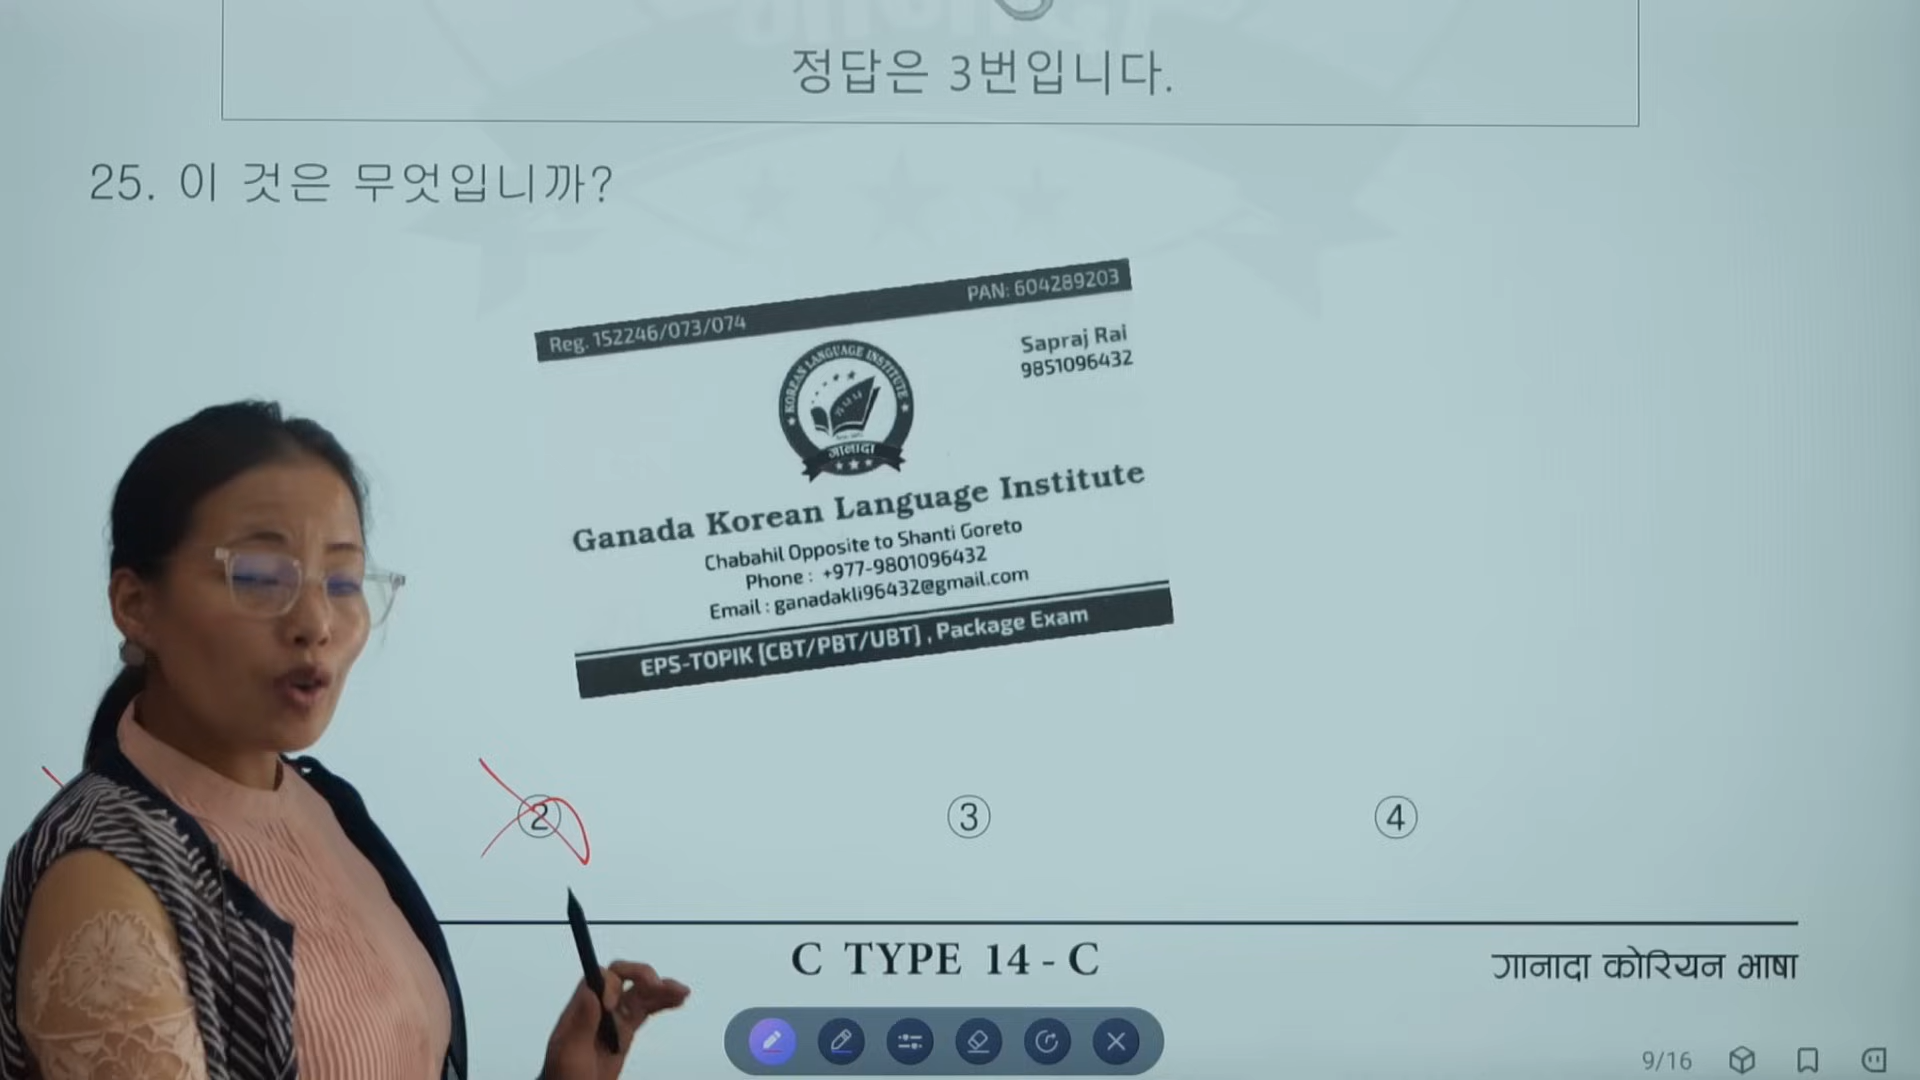 정답은 3번입니다.
25. 이 것은 무엇입니까?
Reg. 152246/073/074
PAN: 604289203
Sapraj Rai
9851096432
KOREAN LANGUAGE INSTITUTE
गानादा
Ganada Korean Language Institute
Chabahil Opposite to Shanti Goreto
Phone : +977-9801096432
Email : ganadakli96432@gmail.com
EPS-TOPIK [CBT/PBT/UBT] , Package Exam
② ③ ④
C TYPE 14 - C
गानादा कोरियन भाषा
9/16